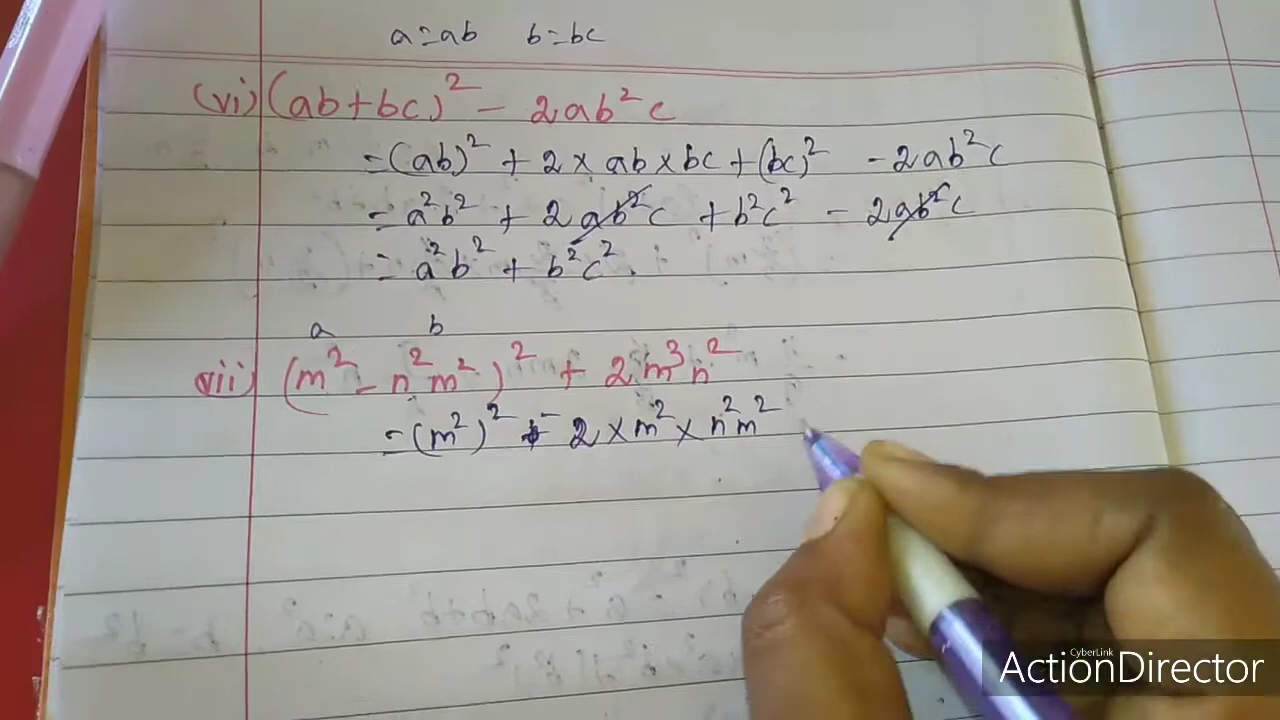 a=ab b=bc
(vi) (ab+bc)² - 2ab²c
=(ab)² + 2 × ab × bc + (bc)² - 2ab²c
= a²b² + 2ab²c + b²c² - 2ab²c
= a²b² + b²c².
a b
vii) (m² - n²m²)² + 2m³n²
=(m²)² - 2 × m² × n²m²
CyberLink
ActionDirector